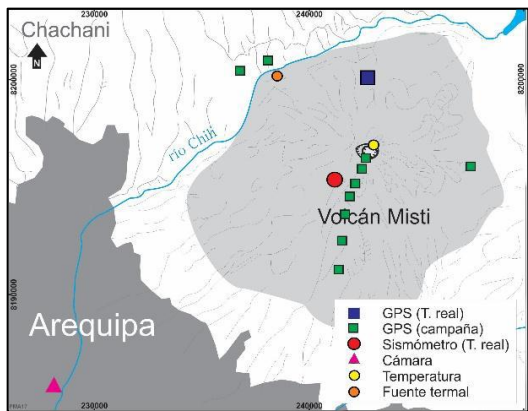 230000
240000
Chachani
N
8200000
8200000
río Chili
Volcán Misti
8190000
Arequipa
GPS (T. real)
GPS (campaña)
Sismómetro (T. real)
Cámara
Temperatura
Fuente termal
230000
240000